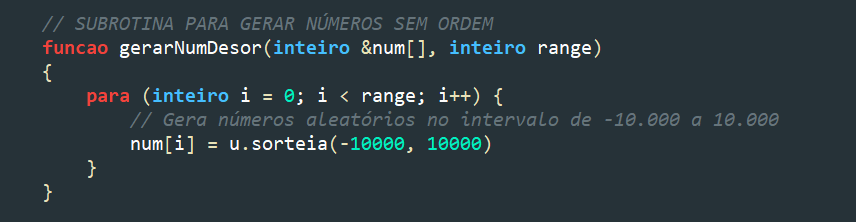 // SUBROTINA PARA GERAR NÚMEROS SEM ORDEM
funcao gerarNumDesor(inteiro &num[], inteiro range)
{
    para (inteiro i = 0; i < range; i++) {
        // Gera números aleatórios no intervalo de -10.000 a 10.000
        num[i] = u.sorteia(-10000, 10000)
    }
}